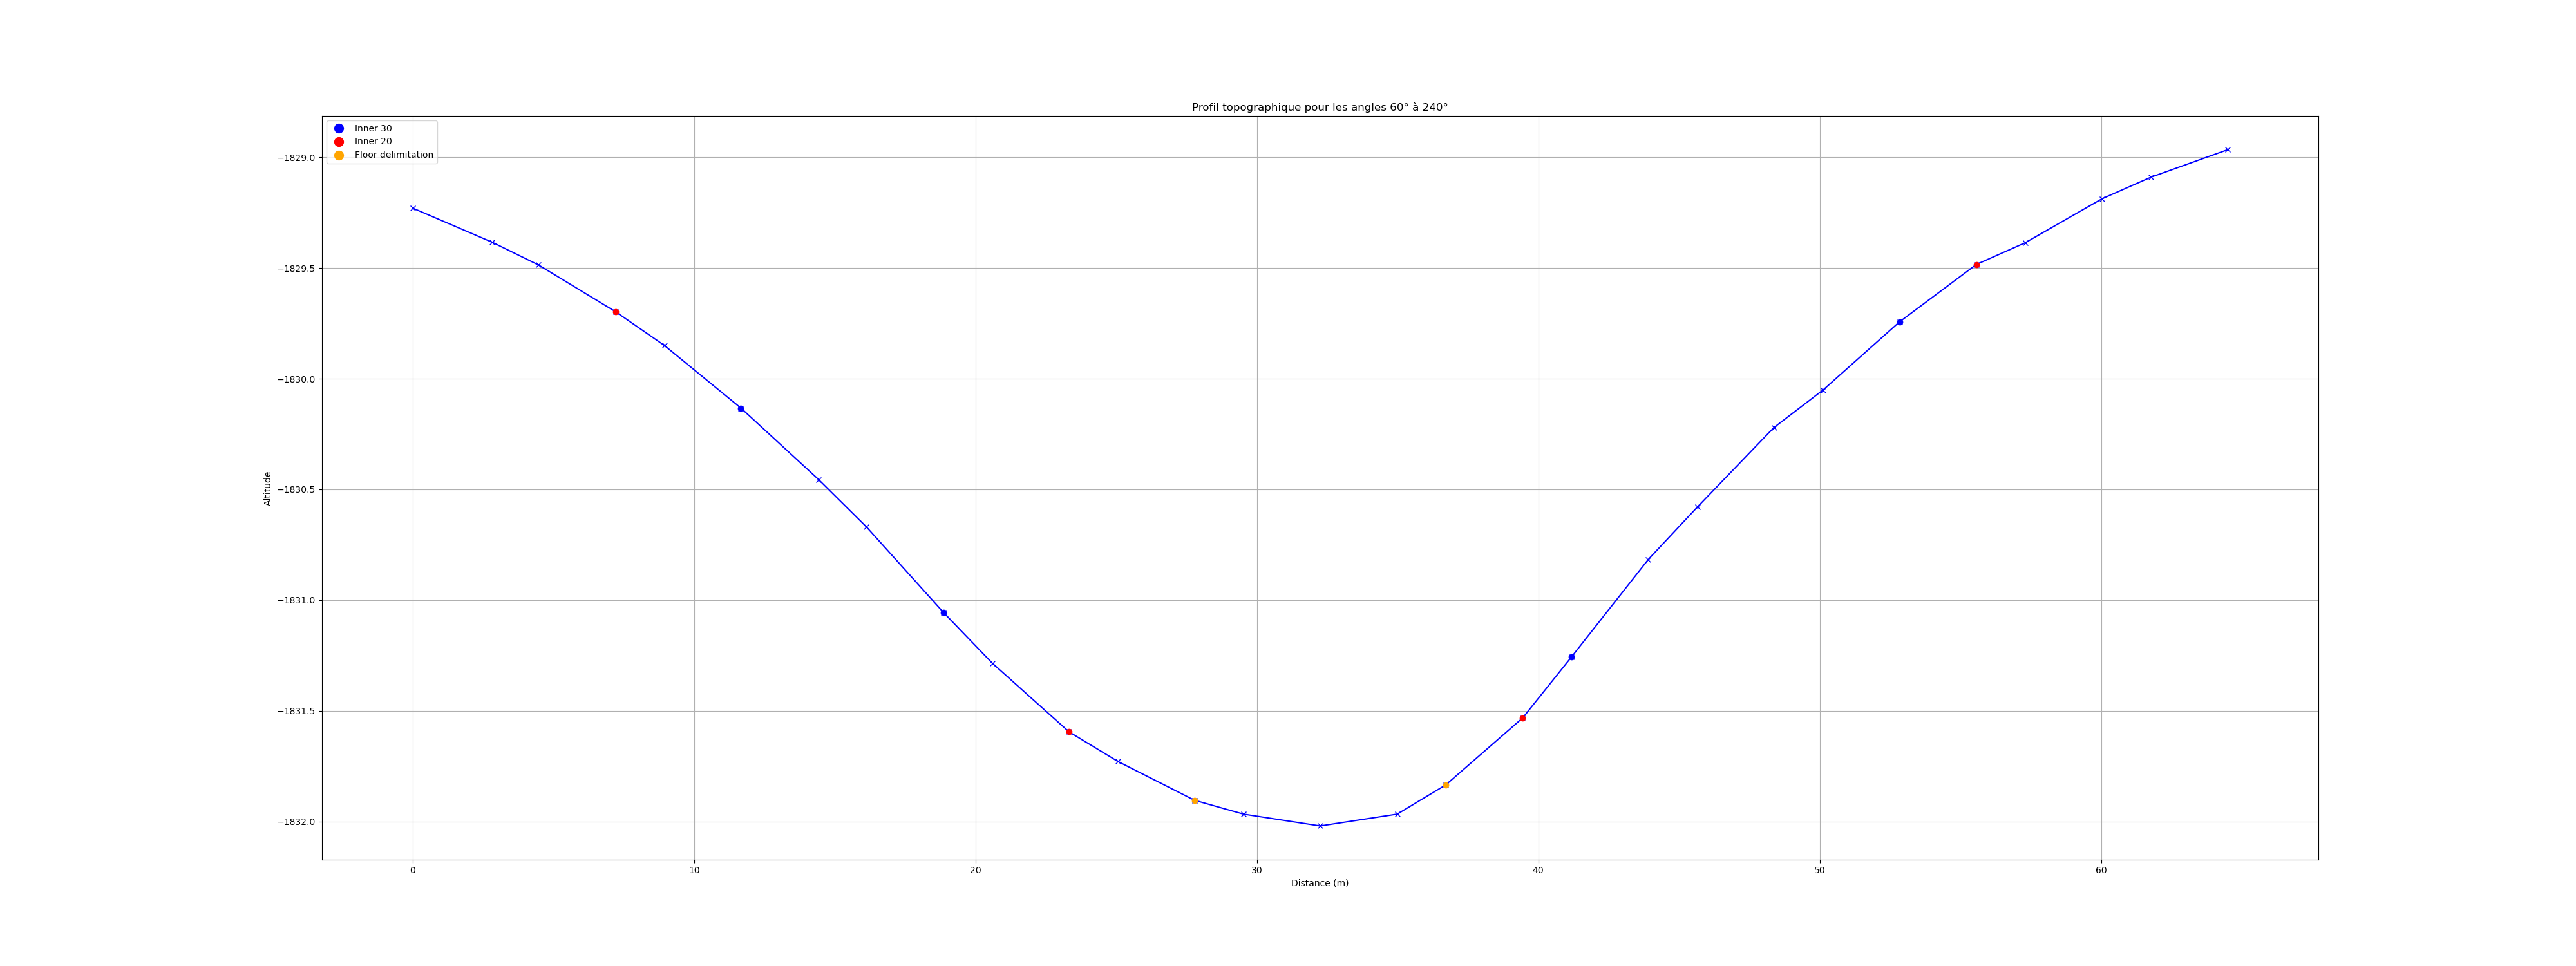 Profil topographique pour les angles 60° à 240°
Inner 30
Inner 20
Floor delimitation
−1829.0
−1829.5
−1830.0
−1830.5
−1831.0
−1831.5
−1832.0
Altitude
0 10 20 30 40 50 60
Distance (m)